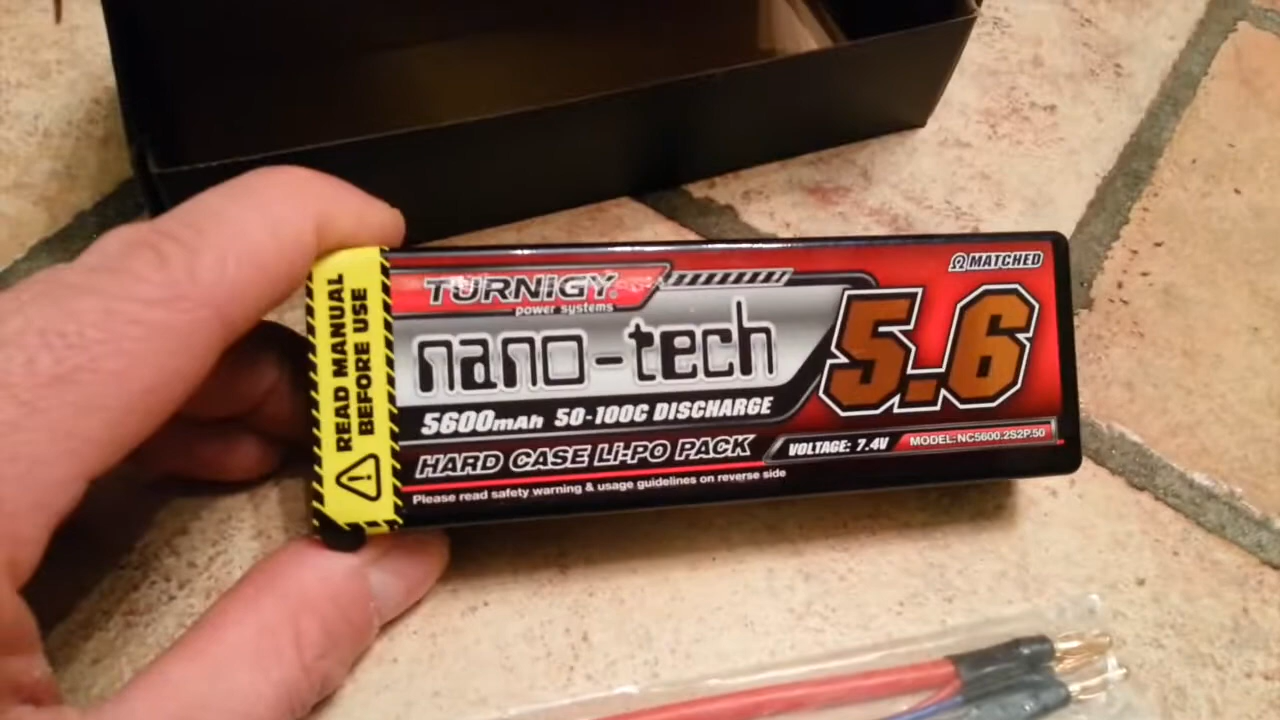 READ MANUAL
BEFORE USE
TURNIGY®
power systems
Ω MATCHED
nano-tech
5.6
5600mAh 50-100C DISCHARGE
HARD CASE Li-PO PACK
VOLTAGE: 7.4V
MODEL: NC5600.2S2P.50
Please read safety warning & usage guidelines on reverse side